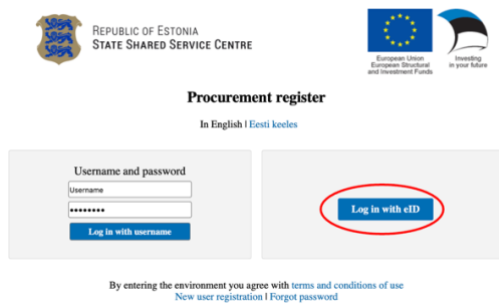 REPUBLIC OF ESTONIA
STATE SHARED SERVICE CENTRE
European Union
European Structural
and Investment Funds
Investing
in your future
Procurement register
In English | Eesti keeles
Username and password
Username
••••••••
Log in with username
Log in with eID
By entering the environment you agree with terms and conditions of use
New user registration | Forgot password